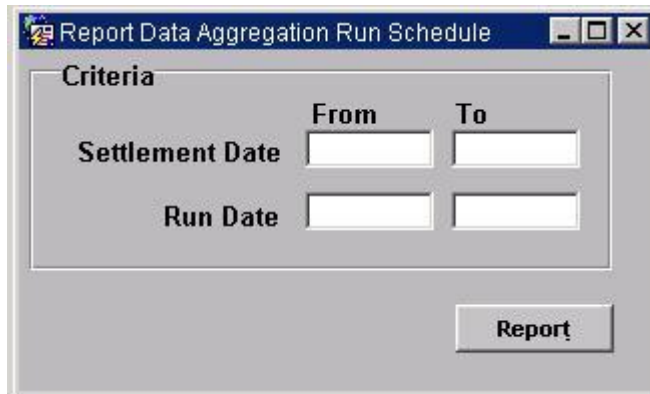 Report Data Aggregation Run Schedule
Criteria
From To
Settlement Date
Run Date
Report